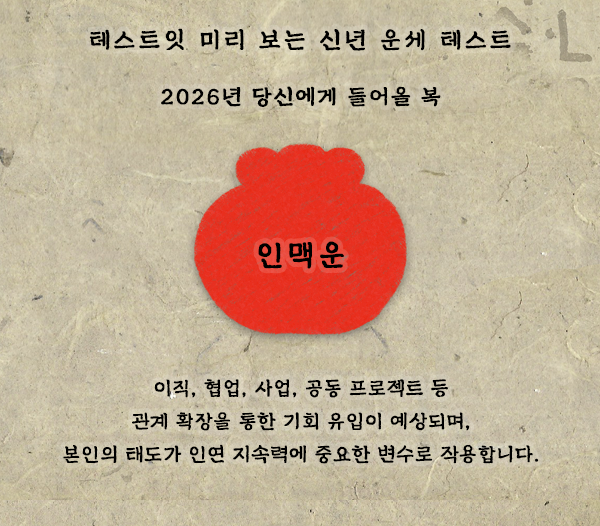 테스트잇 미리 보는 신년 운세 테스트
2026년 당신에게 들어올 복
인맥운
이직, 협업, 사업, 공동 프로젝트 등
관계 확장을 통한 기회 유입이 예상되며,
본인의 태도가 인연 지속력에 중요한 변수로 작용합니다.